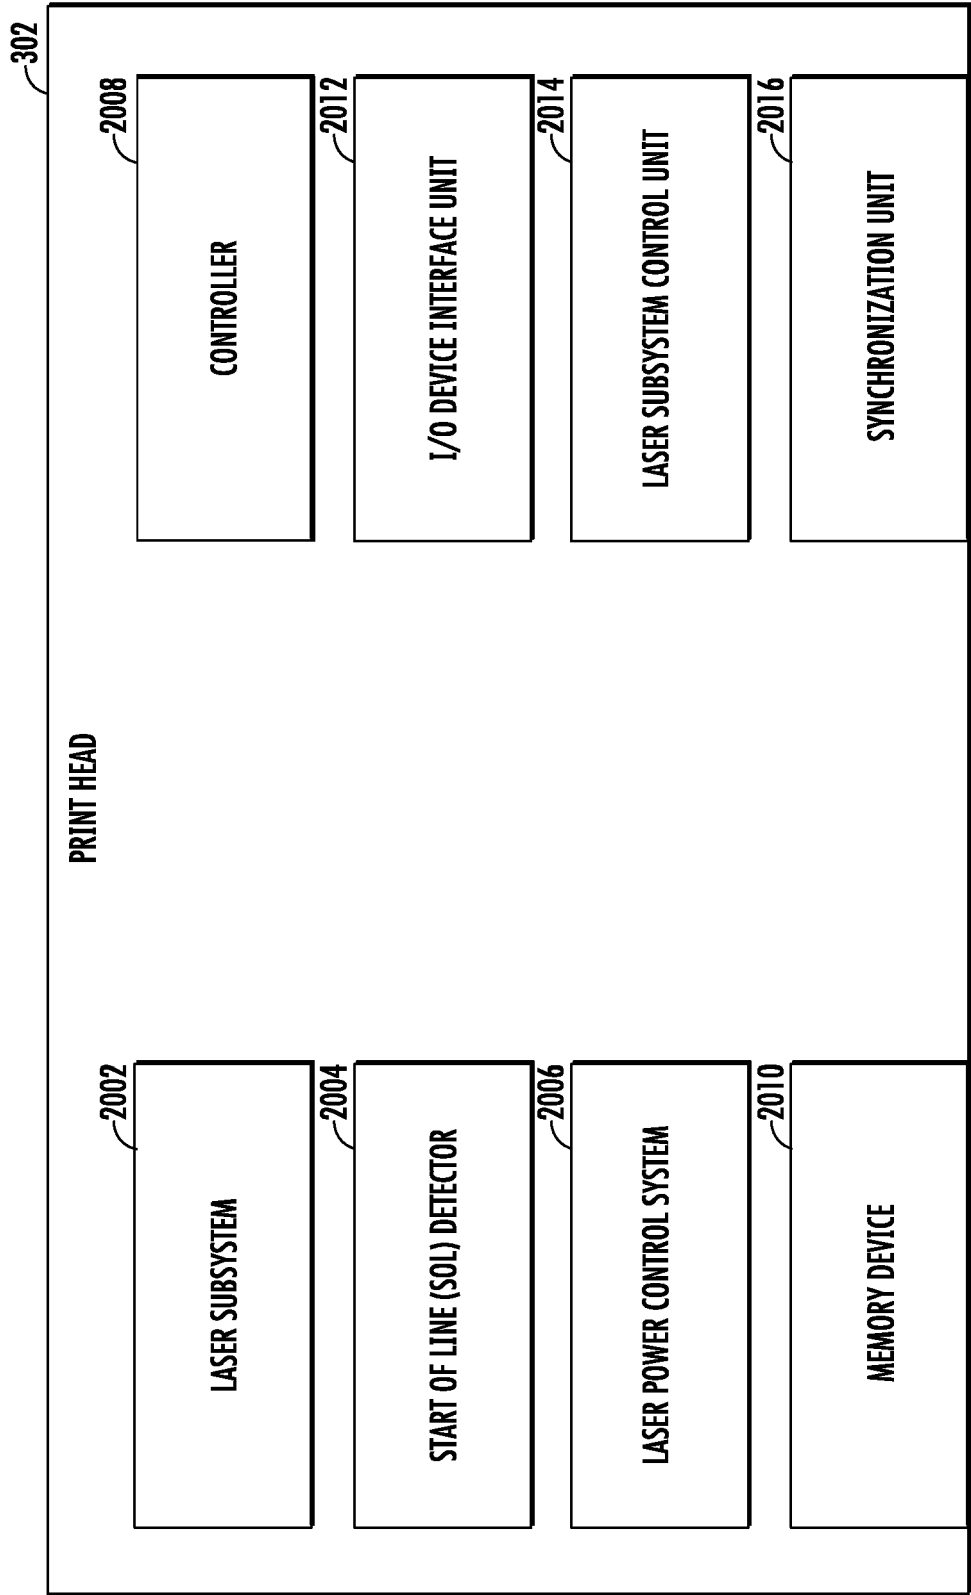 302
PRINT HEAD
2002
LASER SUBSYSTEM
2008
CONTROLLER
2004
START OF LINE (SOL) DETECTOR
2012
I/O DEVICE INTERFACE UNIT
2006
LASER POWER CONTROL SYSTEM
2014
LASER SUBSYSTEM CONTROL UNIT
2010
MEMORY DEVICE
2016
SYNCHRONIZATION UNIT